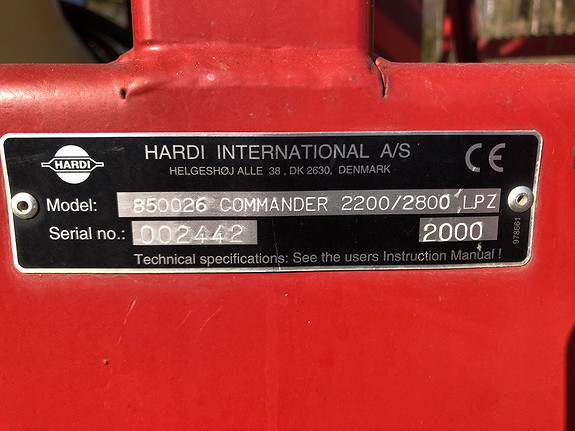 HARDI
HARDI INTERNATIONAL A/S
HELGESHØJ ALLE 38, DK 2630, DENMARK
CE
Model: 850026 COMMANDER 2200/2800 LPZ
Serial no.: 002442 2000
978661
Technical specifications: See the users Instruction Manual !